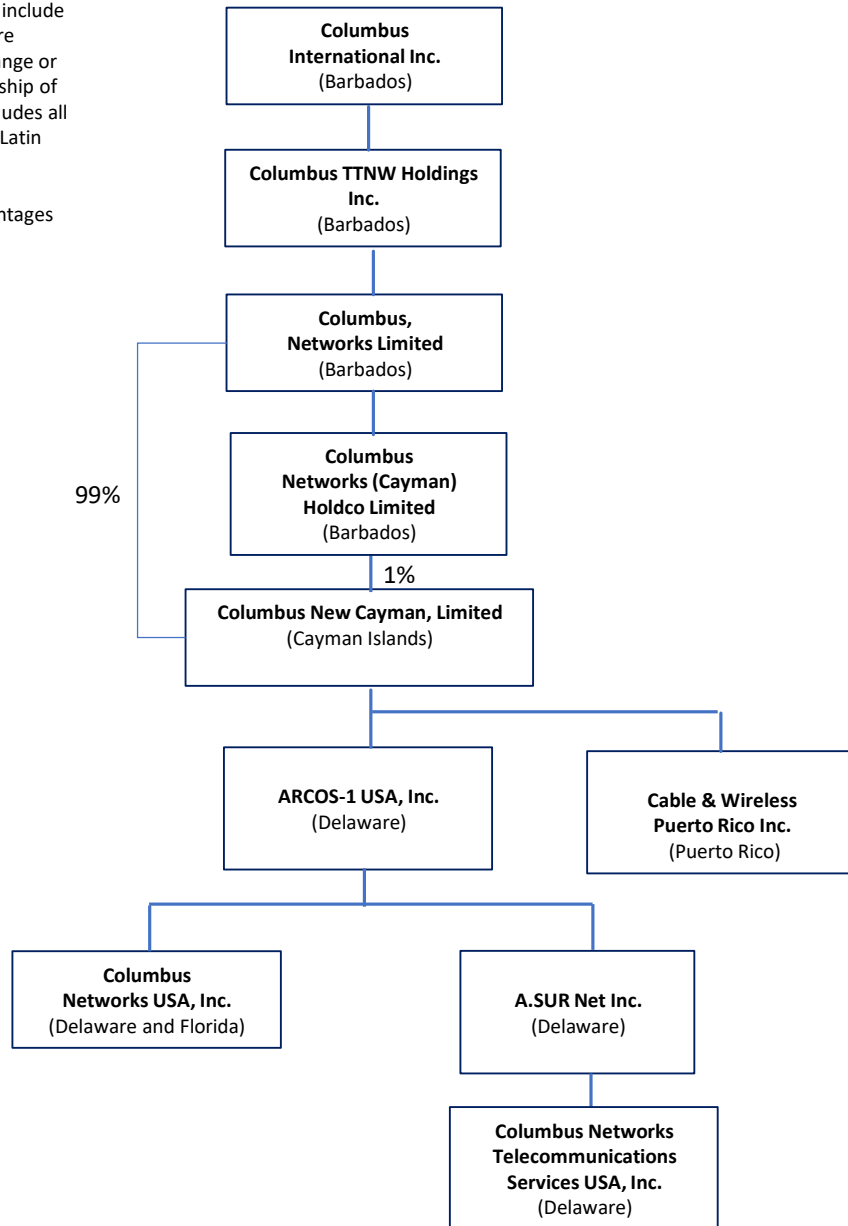 include
re
ange or
ship of
udes all
Latin
ntages
Columbus
International Inc.
(Barbados)
Columbus TTNW Holdings
Inc.
(Barbados)
Columbus,
Networks Limited
(Barbados)
Columbus
Networks (Cayman)
Holdco Limited
(Barbados)
99%
1%
Columbus New Cayman, Limited
(Cayman Islands)
ARCOS-1 USA, Inc.
(Delaware)
Cable & Wireless
Puerto Rico Inc.
(Puerto Rico)
Columbus
Networks USA, Inc.
(Delaware and Florida)
A.SUR Net Inc.
(Delaware)
Columbus Networks
Telecommunications
Services USA, Inc.
(Delaware)